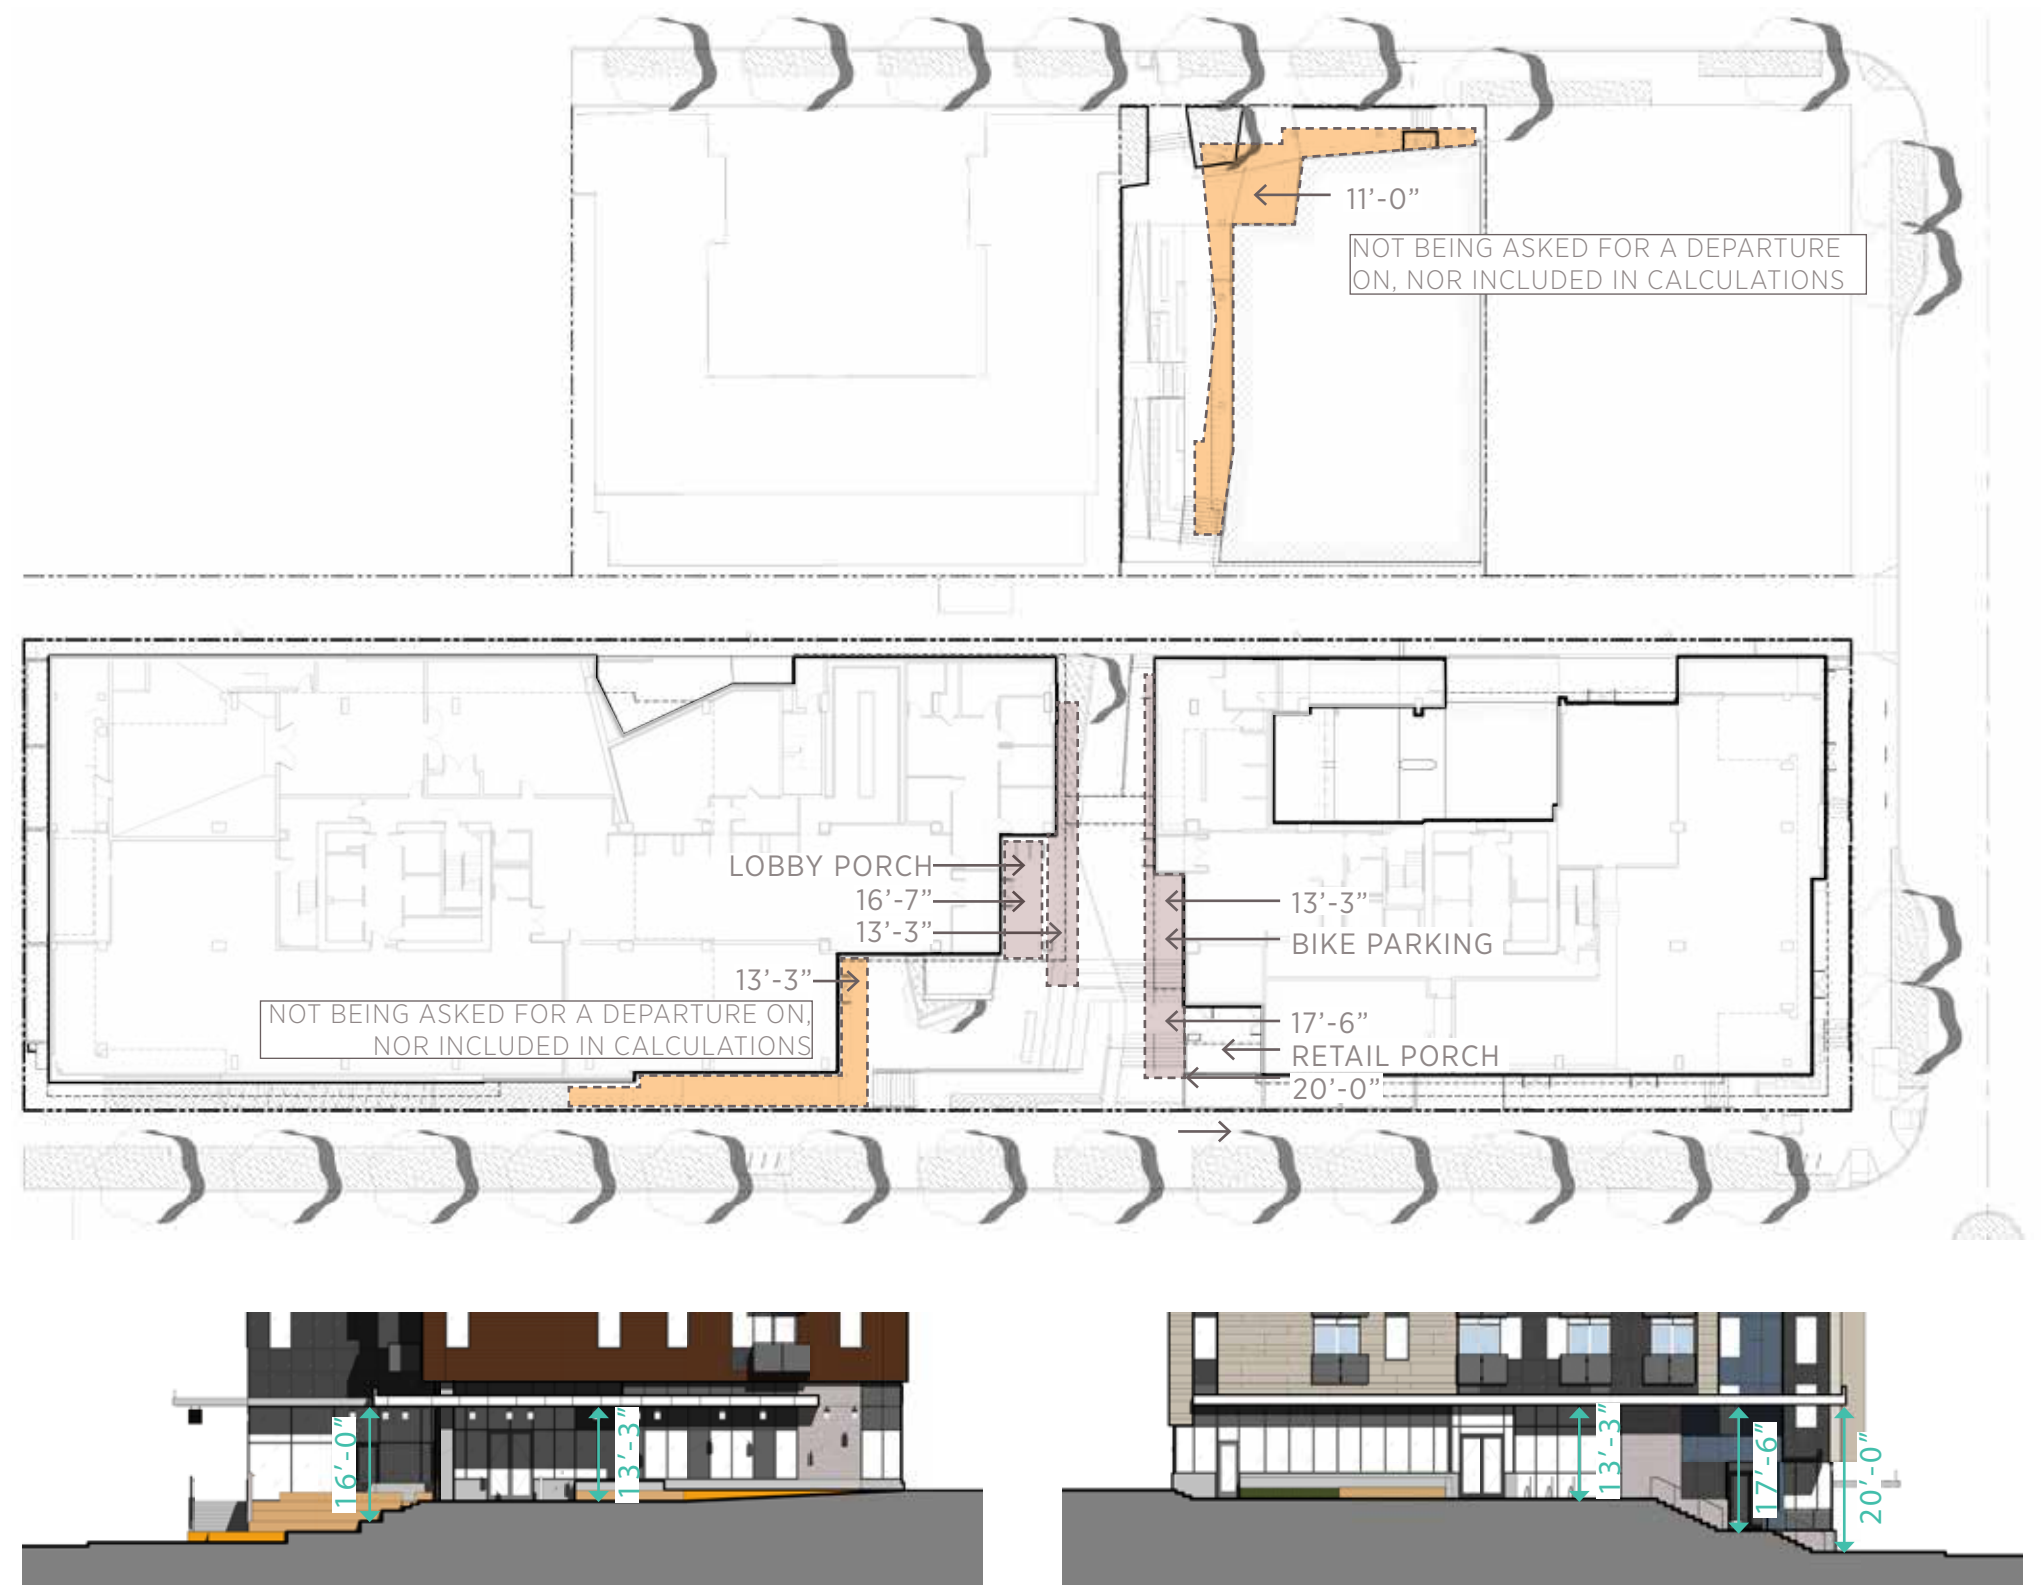 11’-0”
NOT BEING ASKED FOR A DEPARTURE
ON, NOR INCLUDED IN CALCULATIONS
LOBBY PORCH
16’-7”
13’-3”
13’-3”
BIKE PARKING
13’-3”
NOT BEING ASKED FOR A DEPARTURE ON,
NOR INCLUDED IN CALCULATIONS
17’-6”
RETAIL PORCH
20’-0”
16’-0”
13’-3”
13’-3”
17’-6”
20’-0”